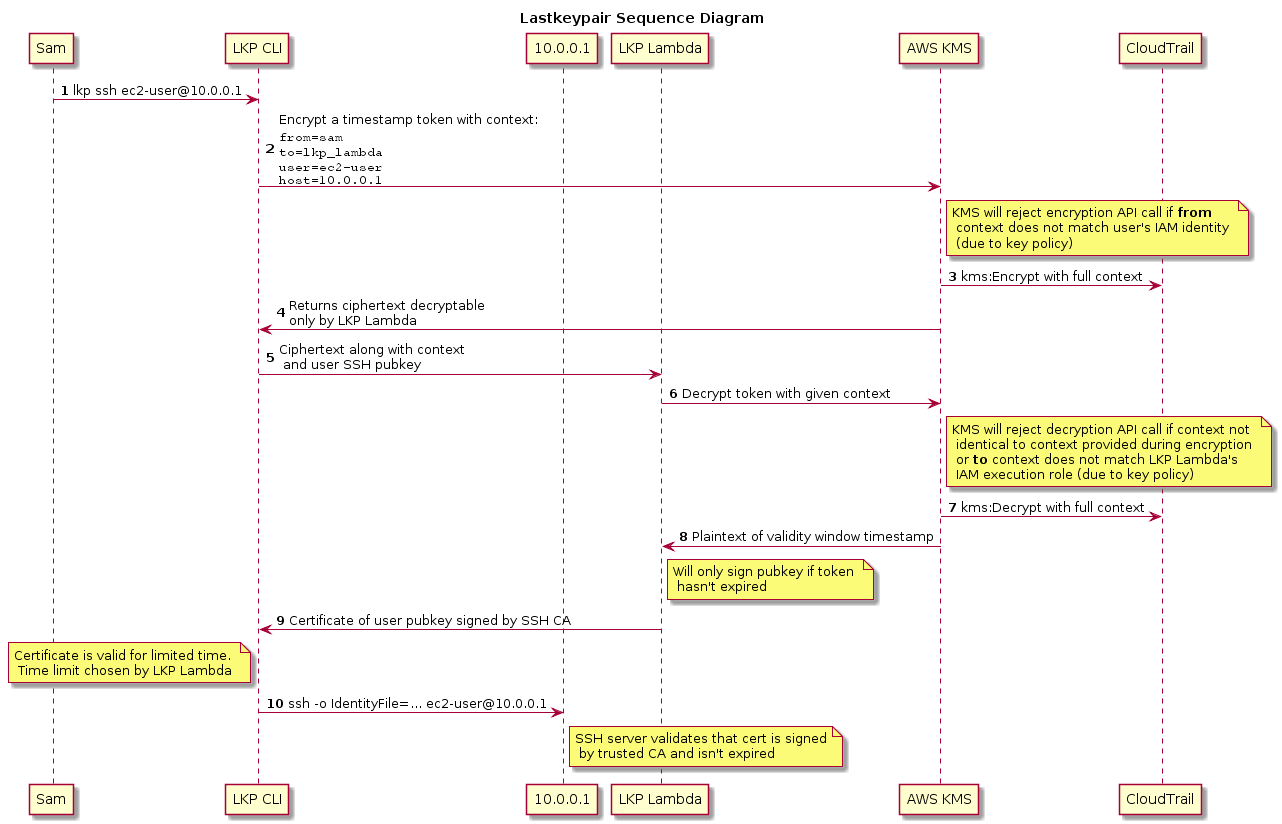 Lastkeypair Sequence Diagram
Sam
LKP CLI
10.0.0.1
LKP Lambda
AWS KMS
CloudTrail
1 lkp ssh ec2-user@10.0.0.1
Encrypt a timestamp token with context:
from=sam
2 to=lkp_lambda
user=ec2-user
host=10.0.0.1
KMS will reject encryption API call if from
context does not match user's IAM identity
(due to key policy)
3 kms:Encrypt with full context
4 Returns ciphertext decryptable
only by LKP Lambda
5 Ciphertext along with context
and user SSH pubkey
6 Decrypt token with given context
KMS will reject decryption API call if context not
identical to context provided during encryption
or to context does not match LKP Lambda's
IAM execution role (due to key policy)
7 kms:Decrypt with full context
8 Plaintext of validity window timestamp
Will only sign pubkey if token
hasn't expired
9 Certificate of user pubkey signed by SSH CA
Certificate is valid for limited time.
Time limit chosen by LKP Lambda
10 ssh -o IdentityFile=... ec2-user@10.0.0.1
SSH server validates that cert is signed
by trusted CA and isn't expired
Sam
LKP CLI
10.0.0.1
LKP Lambda
AWS KMS
CloudTrail